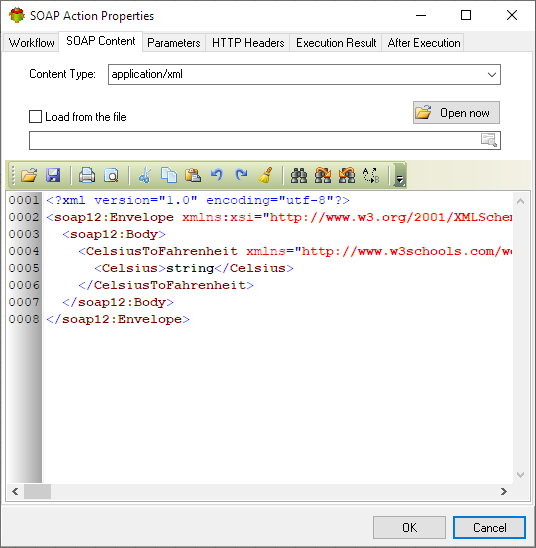 SOAP Action Properties
Workflow SOAP Content Parameters HTTP Headers Execution Result After Execution
Content Type: application/xml
Load from the file
Open now
0001 <?xml version="1.0" encoding="utf-8"?>
0002 <soap12:Envelope xmlns:xsi="http://www.w3.org/2001/XMLSchem
0003 <soap12:Body>
0004 <CelsiusToFahrenheit xmlns="http://www.w3schools.com/we
0005 <Celsius>string</Celsius>
0006 </CelsiusToFahrenheit>
0007 </soap12:Body>
0008 </soap12:Envelope>
OK Cancel